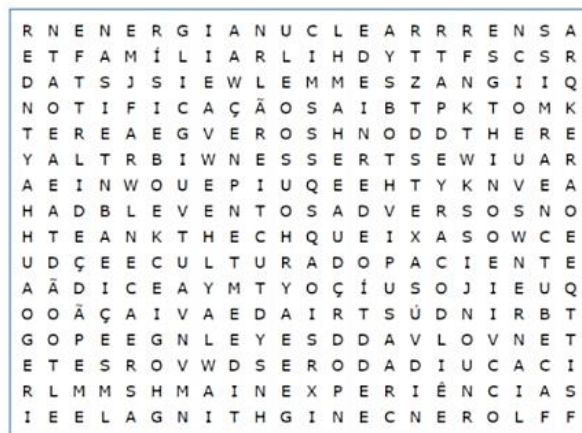 R N E N E R G I A N U C L E A R R R E N S A
E T F A M Í L I A R L I H D Y T T F S C S R
D A T S J S I E W L E M M E S Z A N G I I Q
N O T I F I C A Ç Ã O S A I B T P K T O M K
T E R E A E G V E R O S H N O D D T H E R E
Y A L T R B I W N E S S E R T S E W I U A R
A E I N W O U E P I U Q E E H T Y K N V E A
H A D B L E V E N T O S A D V E R S O S N O
H T E A N K T H E C H Q U E I X A S O W C E
U D Ç E E C U L T U R A D O P A C I E N T E
A Ã D I C E A Y M T Y O Ç Í U S O J I E U Q
O O Ã Ç A I V A E D A I R T S Ú D N I R B T
G O P E E G N L E Y E S D D A V L O V N E T
E T E S R O V W D S E R O D A D I U C A C I
R L M M S H M A I N E X P E R I Ê N C I A S
I E E L A G N I T H G I N E C N E R O L F F